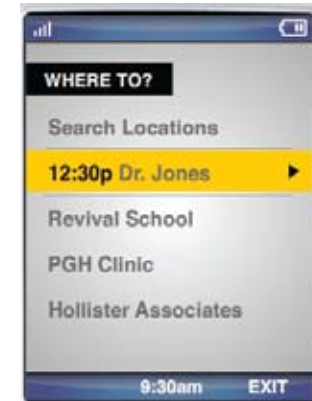 WHERE TO?
Search Locations
12:30p Dr. Jones
Revival School
PGH Clinic
Hollister Associates
9:30am EXIT